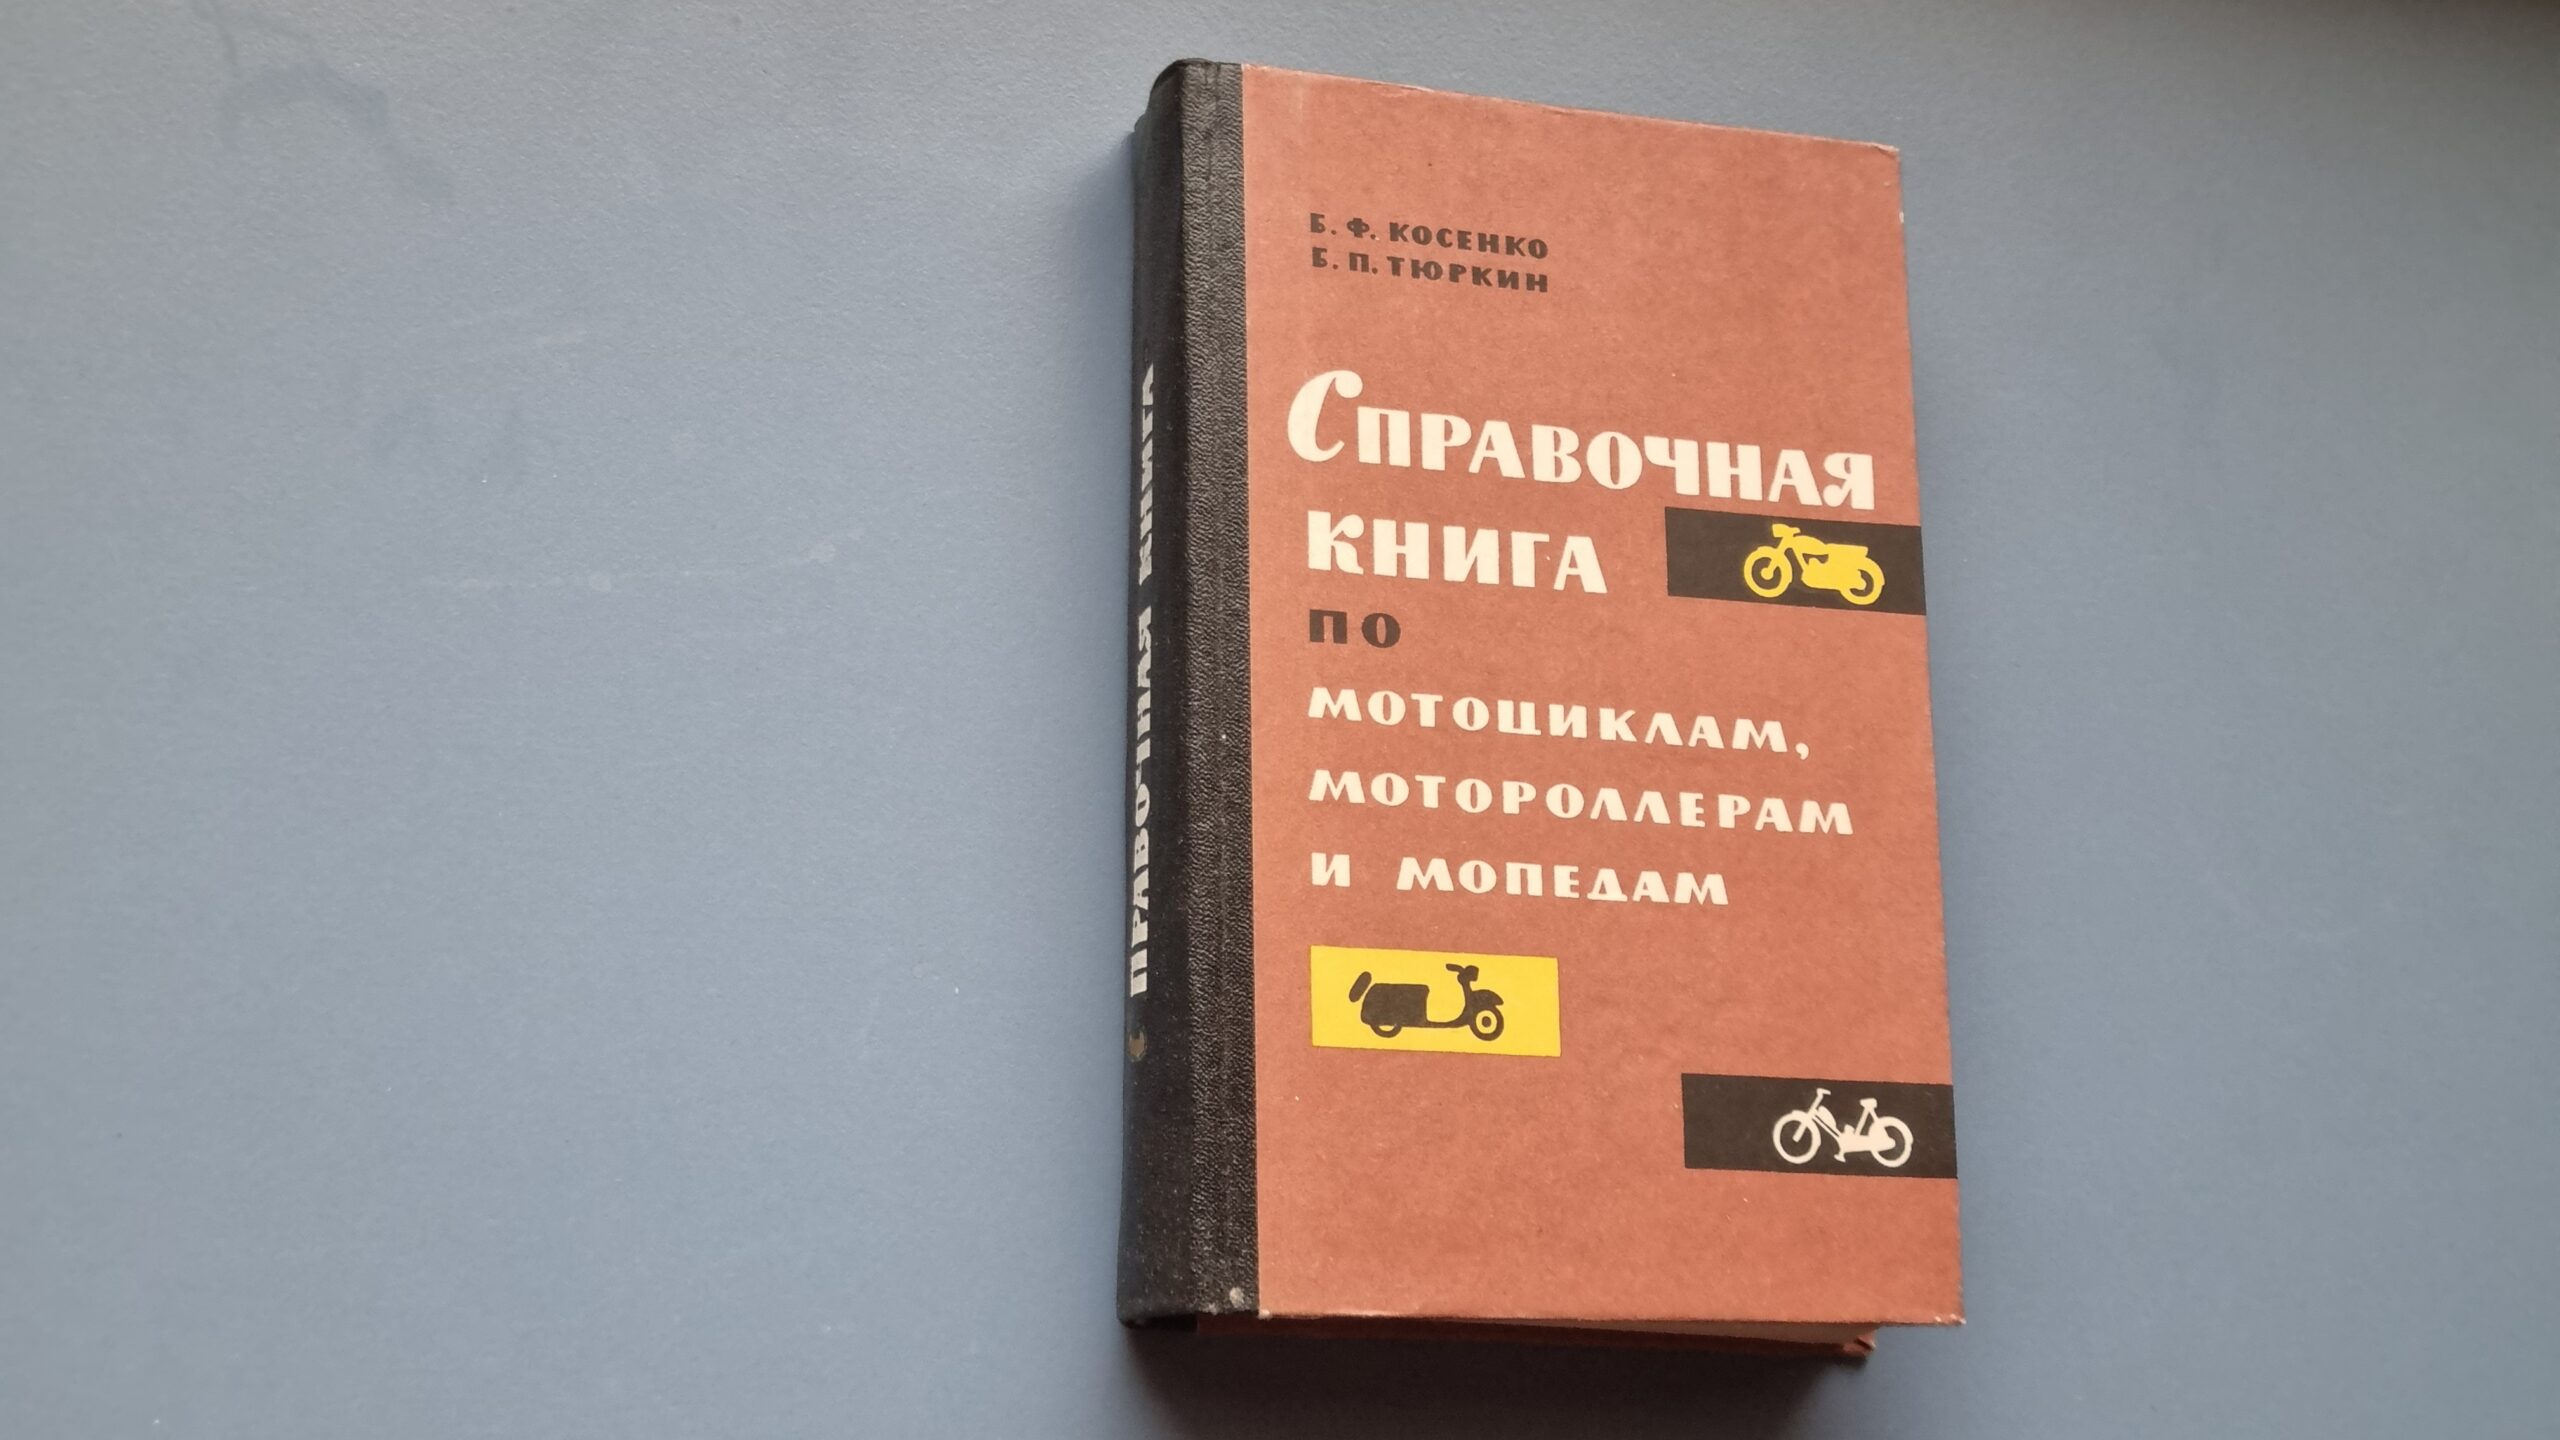 Б. Ф. КОСЕНКО
Б. П. ТЮРКИН
СПРАВОЧНАЯ
КНИГА
ПО
МОТОЦИКЛАМ,
МОТОРОЛЛЕРАМ
И МОПЕДАМ
СПРАВОЧНАЯ КНИГА